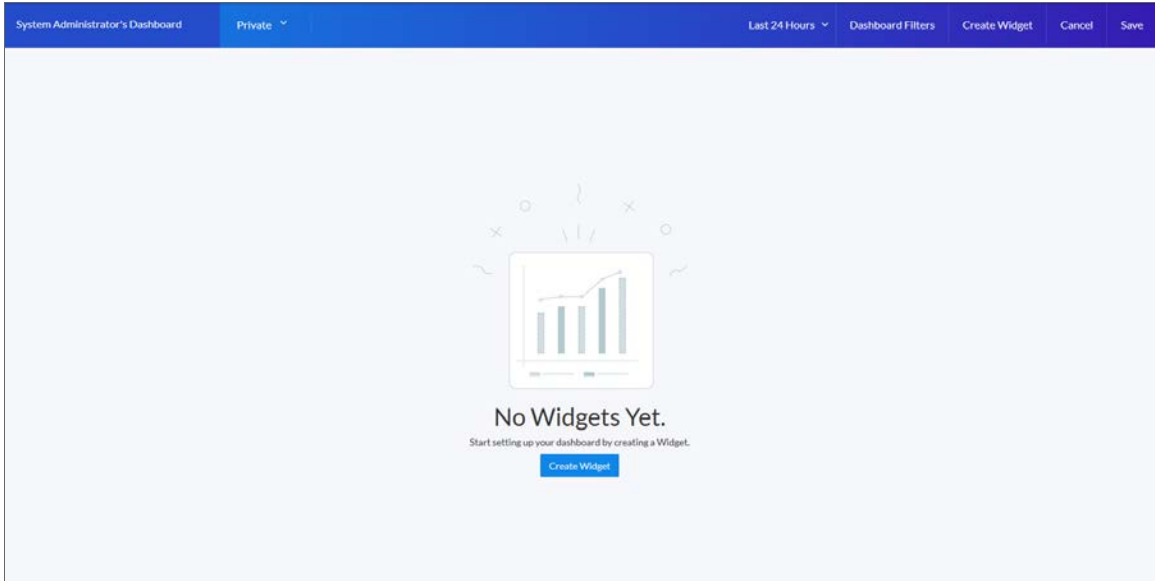 System Administrator's Dashboard Private Last 24 Hours Dashboard Filters Create Widget Cancel Save
No Widgets Yet.
Start setting up your dashboard by creating a Widget.
Create Widget